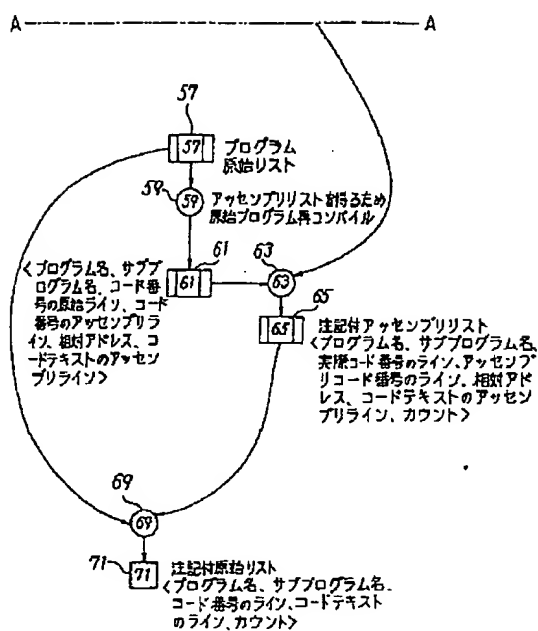 A A
57
57 プログラム
原始リスト
59 59 アッセンブリリストを得るため
原始プログラム再コンパイル
<プログラム名、サブプ
ログラム名、コード番
号の原始ライン、コード
番号のアッセンブリラ
イン、相対アドレス、コ
ードテキストのアッセン
ブリライン>
61
61
63
63
65
65
注記付アッセンブリリスト
<プログラム名、サブプログラム名、
実際コード番号のライン、アッセンブ
リコード番号のライン、相対アド
レス、コードテキストのアッセン
ブリライン、カウント>
69
69
71 71
注記付原始リスト
<プログラム名、サブプログラム名、
コード番号のライン、コードテキスト
のライン、カウント>